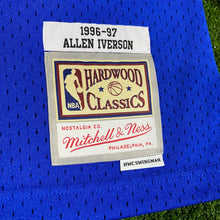 1996-97
ALLEN IVERSON
HARDWOOD
NBA
CLASSICS
NOSTALGIA CO.
Mitchell & Ness
PHILADELPHIA, PA.
HWC SWINGMAN